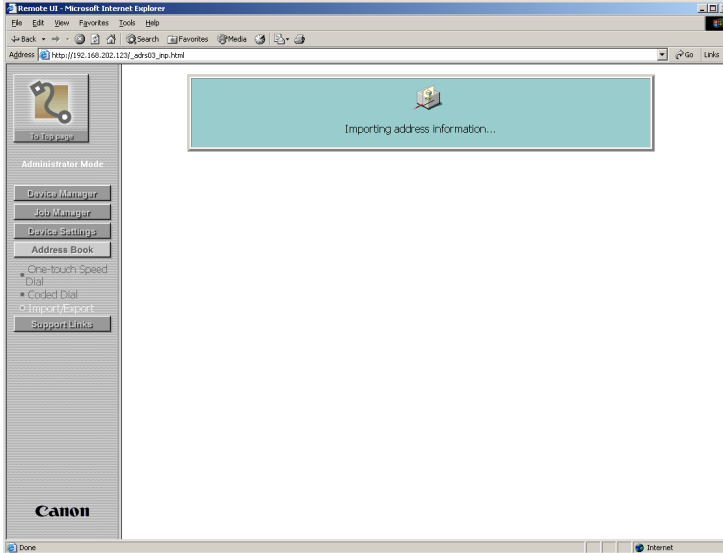 Remote UI - Microsoft Internet Explorer
File Edit View Favorites Tools Help
Back Search Favorites Media
Address http://192.168.202.123/_adrs03_inp.html Go Links
To Top page
Importing address information...
Administrator Mode
Device Manager
Job Manager
Device Settings
Address Book
One-touch Speed
Dial
Coded Dial
Import/Export
Support Links
Canon
Done Internet